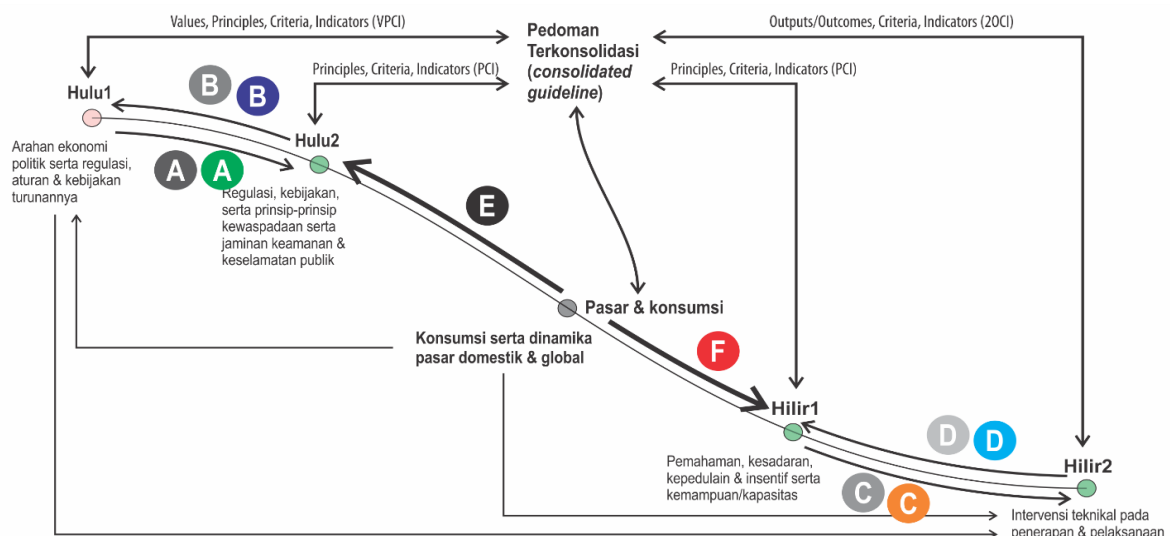 Values, Principles, Criteria, Indicators (VPCI)
Outputs/Outcomes, Criteria, Indicators (2OCI)
Pedoman
Terkonsolidasi
(consolidated
guideline)
Principles, Criteria, Indicators (PCI)
Principles, Criteria, Indicators (PCI)
Hulu1
B
B
Hulu2
Arahan ekonomi
politik serta regulasi,
aturan & kebijakan
turunannya
A
A
Regulasi, kebijakan,
serta prinsip-prinsip
kewaspadaan serta
jaminan keamanan &
keselamatan publik
E
Pasar & konsumsi
Konsumsi serta dinamika
pasar domestik & global
F
Hilir1
D
D
Hilir2
Pemahaman, kesadaran,
kepedulain & insentif serta
kemampuan/kapasitas
C
C
Intervensi teknikal pada
penerapan & pelaksanaan